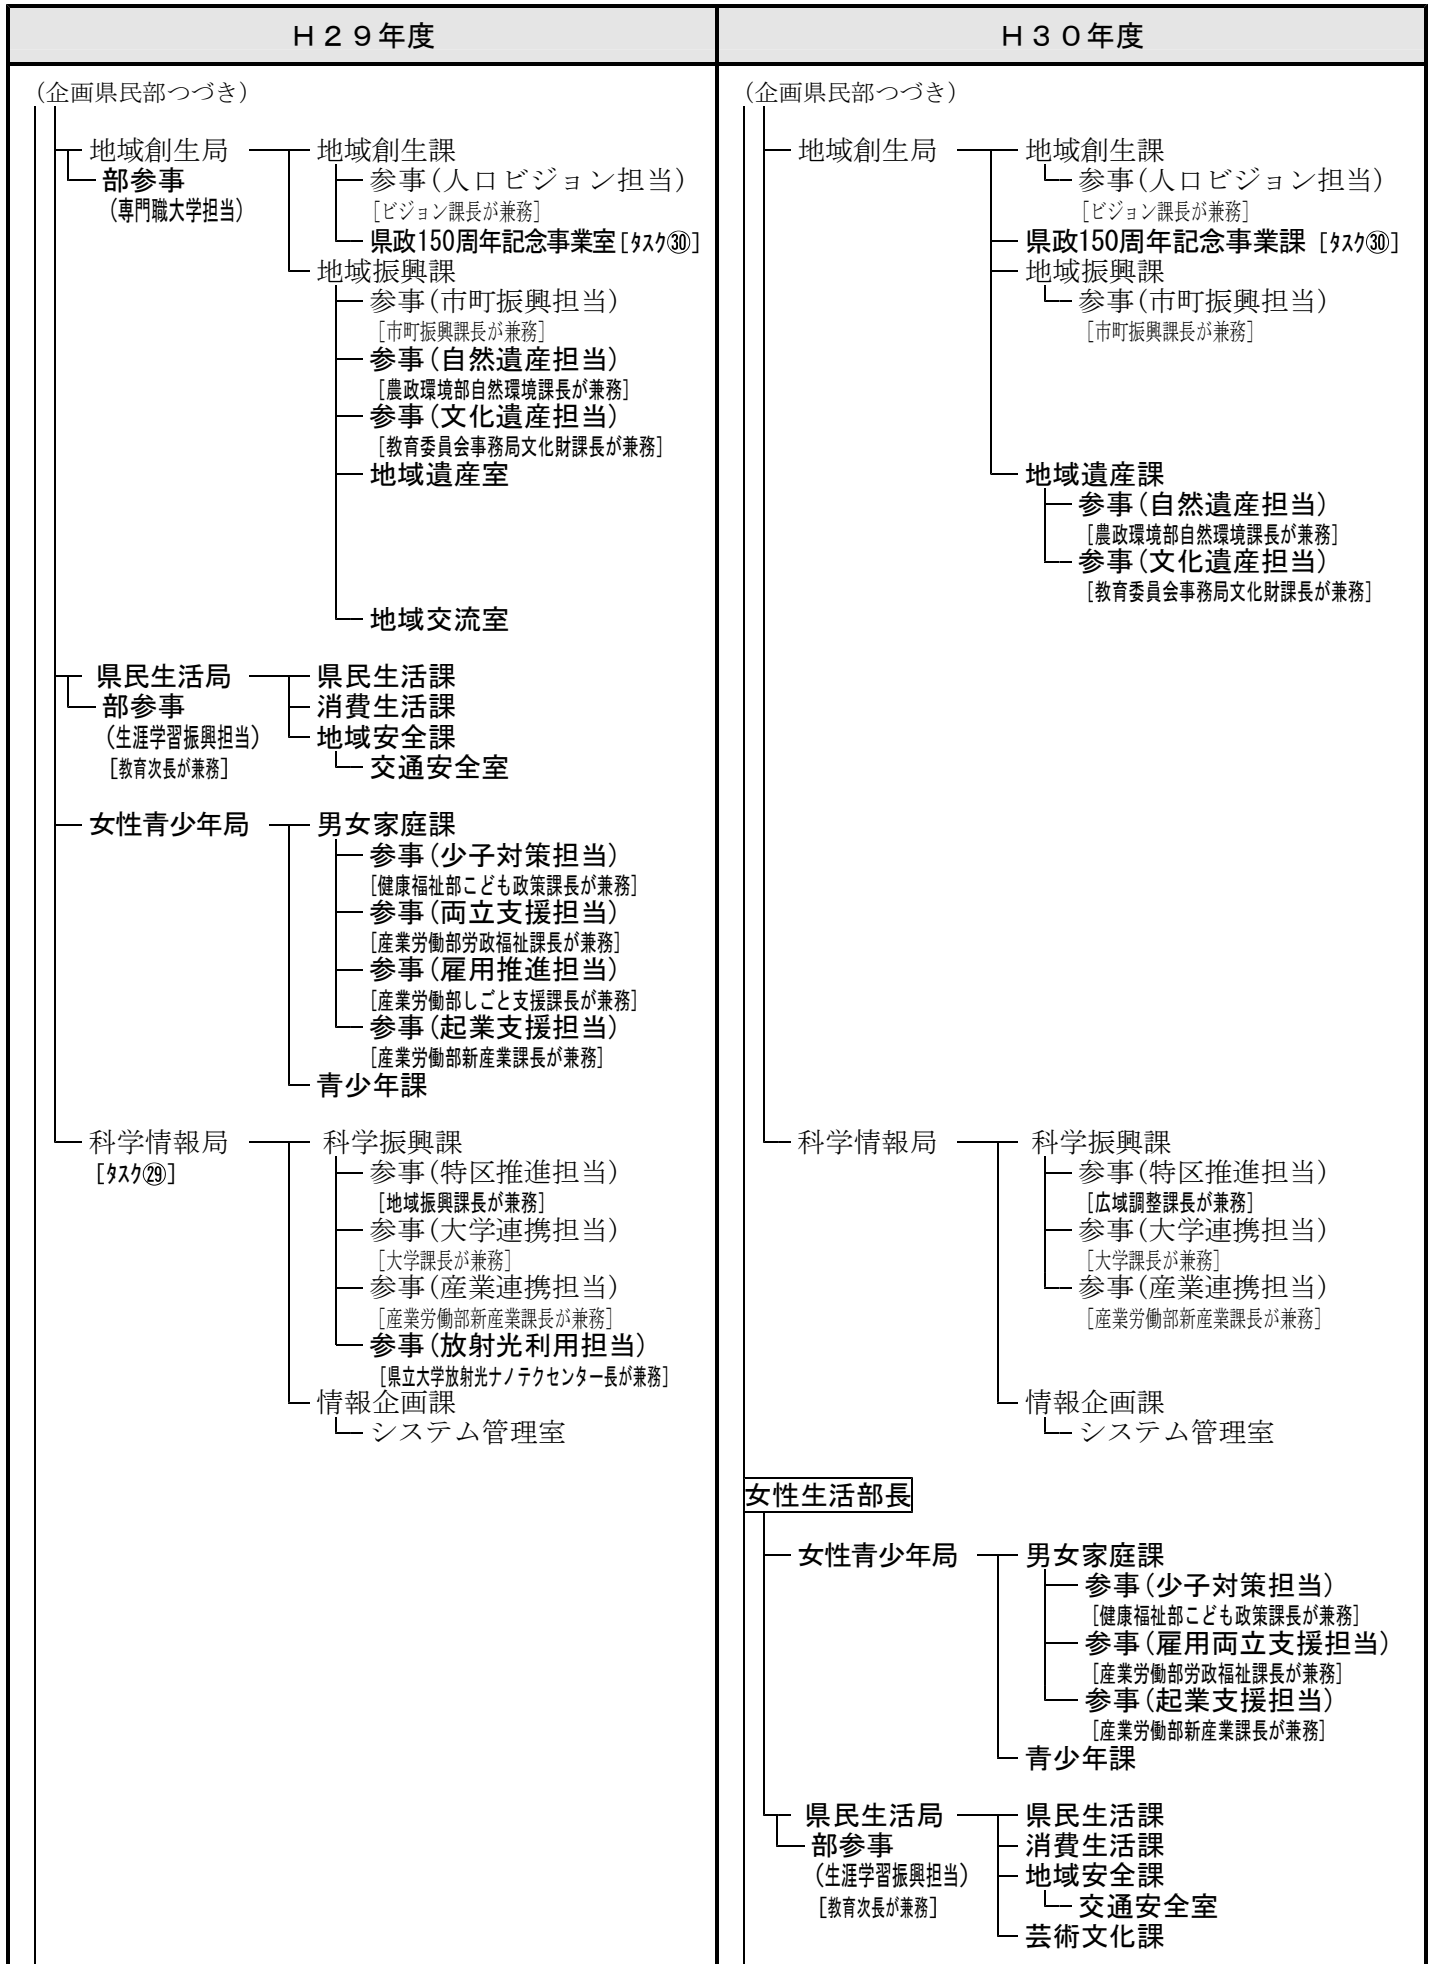 Ｈ２９年度
(企画県民部つづき)
地域創生局
部参事
(専門職大学担当)
地域創生課
参事(人口ビジョン担当)
[ビジョン課長が兼務]
県政150周年記念事業室[ﾀｽｸ㉚]
地域振興課
参事(市町振興担当)
[市町振興課長が兼務]
参事(自然遺産担当)
[農政環境部自然環境課長が兼務]
参事(文化遺産担当)
[教育委員会事務局文化財課長が兼務]
地域遺産室
地域交流室
県民生活局
部参事
(生涯学習振興担当)
[教育次長が兼務]
県民生活課
消費生活課
地域安全課
交通安全室
女性青少年局
男女家庭課
参事(少子対策担当)
[健康福祉部こども政策課長が兼務]
参事(両立支援担当)
[産業労働部労政福祉課長が兼務]
参事(雇用推進担当)
[産業労働部しごと支援課長が兼務]
参事(起業支援担当)
[産業労働部新産業課長が兼務]
青少年課
科学情報局
[ﾀｽｸ㉙]
科学振興課
参事(特区推進担当)
[地域振興課長が兼務]
参事(大学連携担当)
[大学課長が兼務]
参事(産業連携担当)
[産業労働部新産業課長が兼務]
参事(放射光利用担当)
[県立大学放射光ナノテクセンター長が兼務]
情報企画課
システム管理室
Ｈ３０年度
(企画県民部つづき)
地域創生局
地域創生課
参事(人口ビジョン担当)
[ビジョン課長が兼務]
県政150周年記念事業課 [ﾀｽｸ㉚]
地域振興課
参事(市町振興担当)
[市町振興課長が兼務]
地域遺産課
参事(自然遺産担当)
[農政環境部自然環境課長が兼務]
参事(文化遺産担当)
[教育委員会事務局文化財課長が兼務]
科学情報局
科学振興課
参事(特区推進担当)
[広域調整課長が兼務]
参事(大学連携担当)
[大学課長が兼務]
参事(産業連携担当)
[産業労働部新産業課長が兼務]
情報企画課
システム管理室
女性生活部長
女性青少年局
男女家庭課
参事(少子対策担当)
[健康福祉部こども政策課長が兼務]
参事(雇用両立支援担当)
[産業労働部労政福祉課長が兼務]
参事(起業支援担当)
[産業労働部新産業課長が兼務]
青少年課
県民生活局
部参事
(生涯学習振興担当)
[教育次長が兼務]
県民生活課
消費生活課
地域安全課
交通安全室
芸術文化課